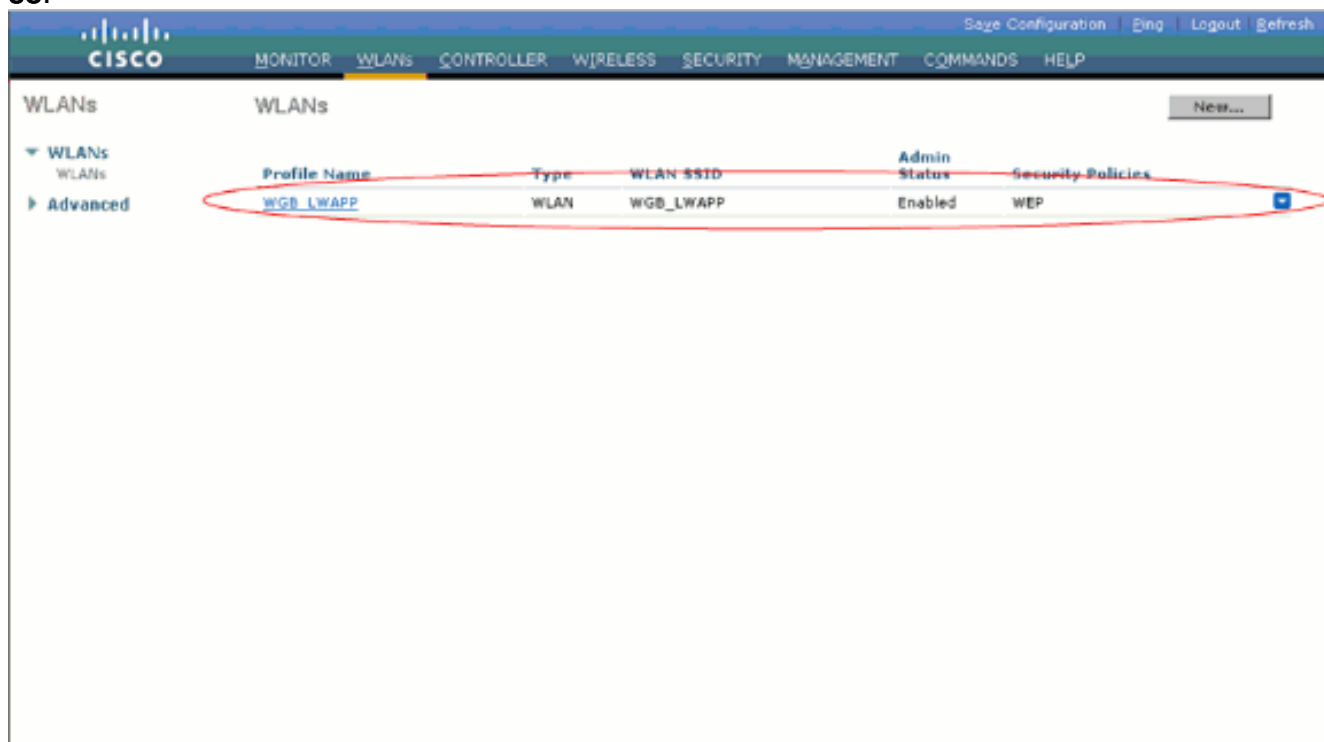 Save Configuration | Ping | Logout | Refresh
CISCO
MONITOR WLANs CONTROLLER WIRELESS SECURITY MANAGEMENT COMMANDS HELP
WLANs
WLANs
New...
WLANs
WLANs
Advanced
Profile Name Type WLAN SSID Admin Status Security Policies
WGB_LWAPP WLAN WGB_LWAPP Enabled WEP